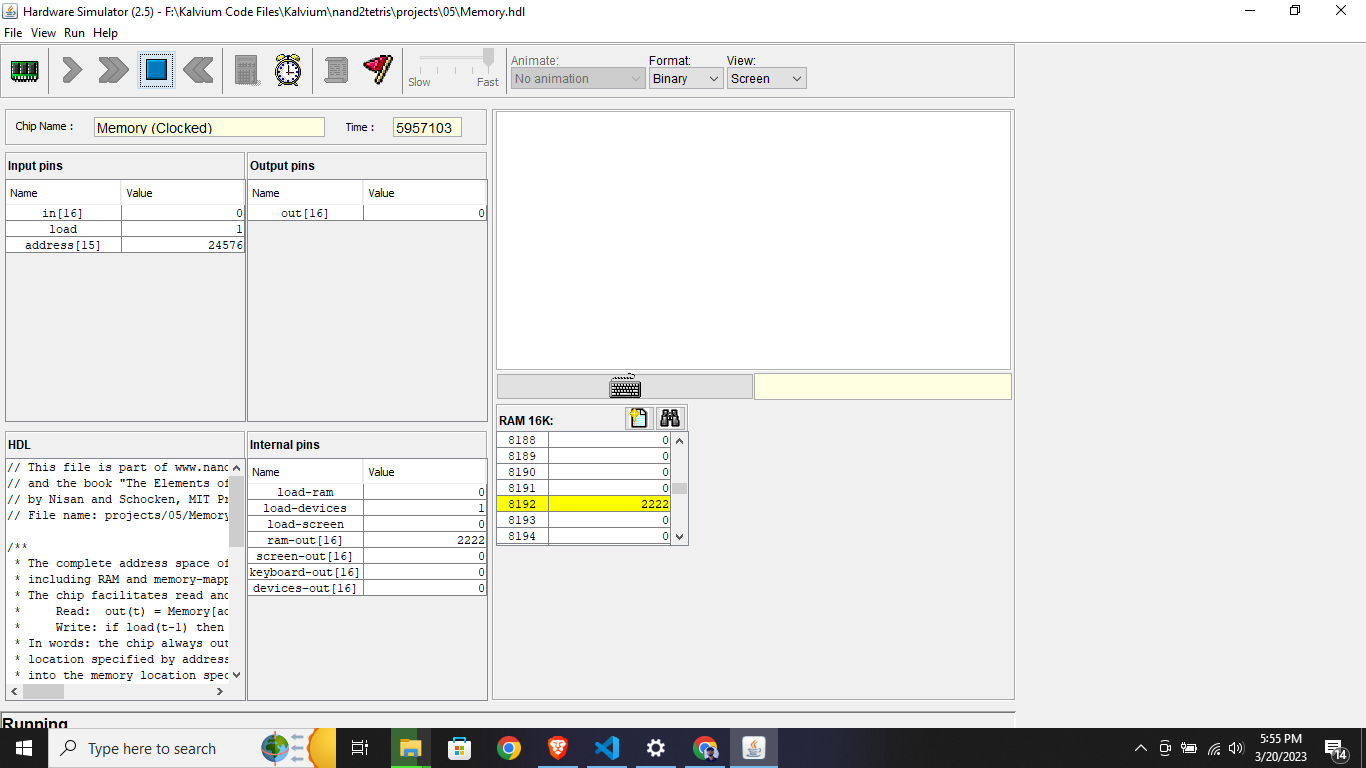 Hardware Simulator (2.5) - F:\Kalvium Code Files\Kalvium\nand2tetris\projects\05\Memory.hdl
File View Run Help
Slow Fast
Animate: Format: View:
No animation Binary Screen
Chip Name : Memory (Clocked) Time : 5957103
Input pins
Name Value
in[16] 0
load 1
address[15] 24576
Output pins
Name Value
out[16] 0
RAM 16K:
8188 0
8189 0
8190 0
8191 0
8192 2222
8193 0
8194 0
HDL
// This file is part of www.nand
// and the book "The Elements of
// by Nisan and Schocken, MIT Pr
// File name: projects/05/Memory
/**
* The complete address space of
* including RAM and memory-mapp
* The chip facilitates read and
* Read: out(t) = Memory[ad
* Write: if load(t-1) then
* In words: the chip always out
* location specified by address
* into the memory location spec
Internal pins
Name Value
load-ram 0
load-devices 1
load-screen 0
ram-out[16] 2222
screen-out[16] 0
keyboard-out[16] 0
devices-out[16] 0
Running
Type here to search
5:55 PM
3/20/2023
14